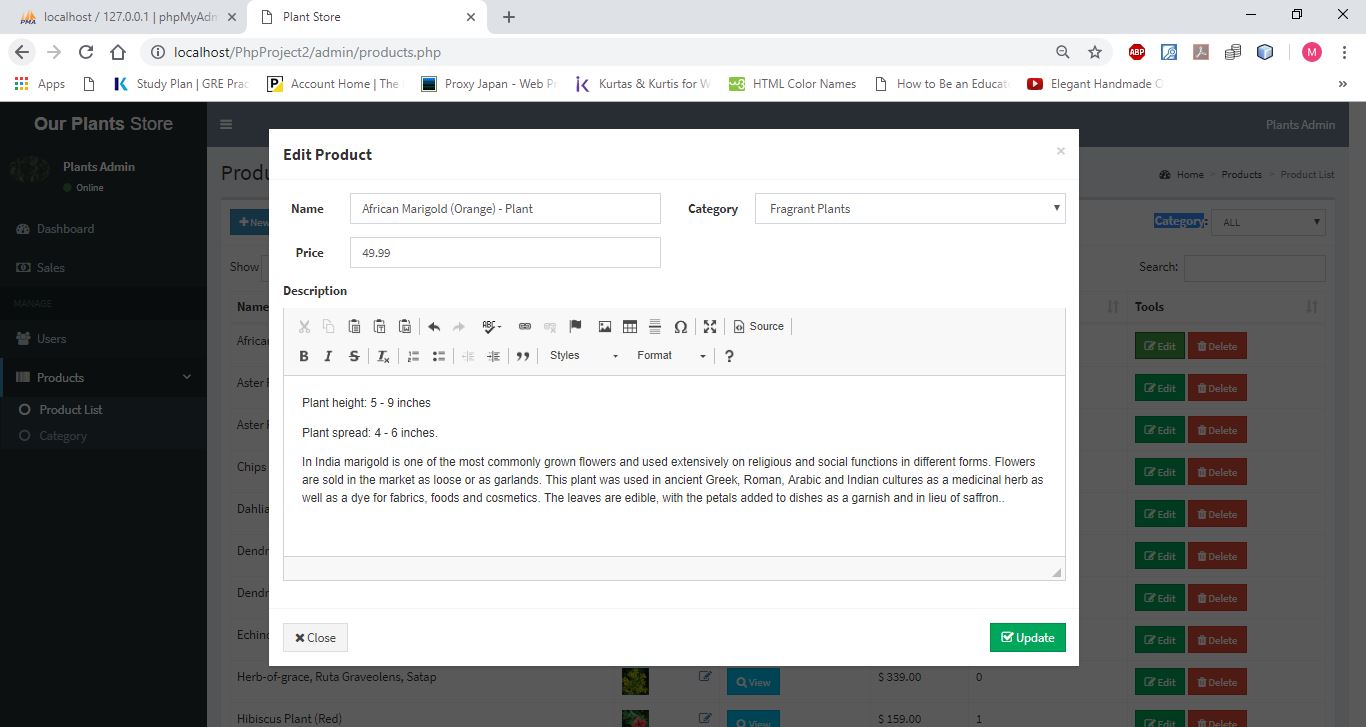 localhost / 127.0.0.1 | phpMyAdm
Plant Store
localhost/PhpProject2/admin/products.php
ABP
M
Apps
Study Plan | GRE Prac
Account Home | The
Proxy Japan - Web Pr
Kurtas & Kurtis for W
HTML Color Names
How to Be an Educat
Elegant Handmade C
Our Plants Store
Plants Admin
Plants Admin
Online
Dashboard
Sales
MANAGE
Users
Products
Product List
Category
Home > Products > Product List
Category: ALL
Show
Search:
Name
Tools
Edit Product
Name African Marigold (Orange) - Plant
Category Fragrant Plants
Price 49.99
Description
Source
Styles
Format
Plant height: 5 - 9 inches
Plant spread: 4 - 6 inches.
In India marigold is one of the most commonly grown flowers and used extensively on religious and social functions in different forms. Flowers
are sold in the market as loose or as garlands. This plant was used in ancient Greek, Roman, Arabic and Indian cultures as a medicinal herb as
well as a dye for fabrics, foods and cosmetics. The leaves are edible, with the petals added to dishes as a garnish and in lieu of saffron..
Close
Update
Edit Delete
Edit Delete
Edit Delete
Edit Delete
Edit Delete
Edit Delete
Edit Delete
Edit Delete
Herb-of-grace, Ruta Graveolens, Satap View $ 339.00 0 Edit Delete
Hibiscus Plant (Red) View $ 159.00 1 Edit Delete